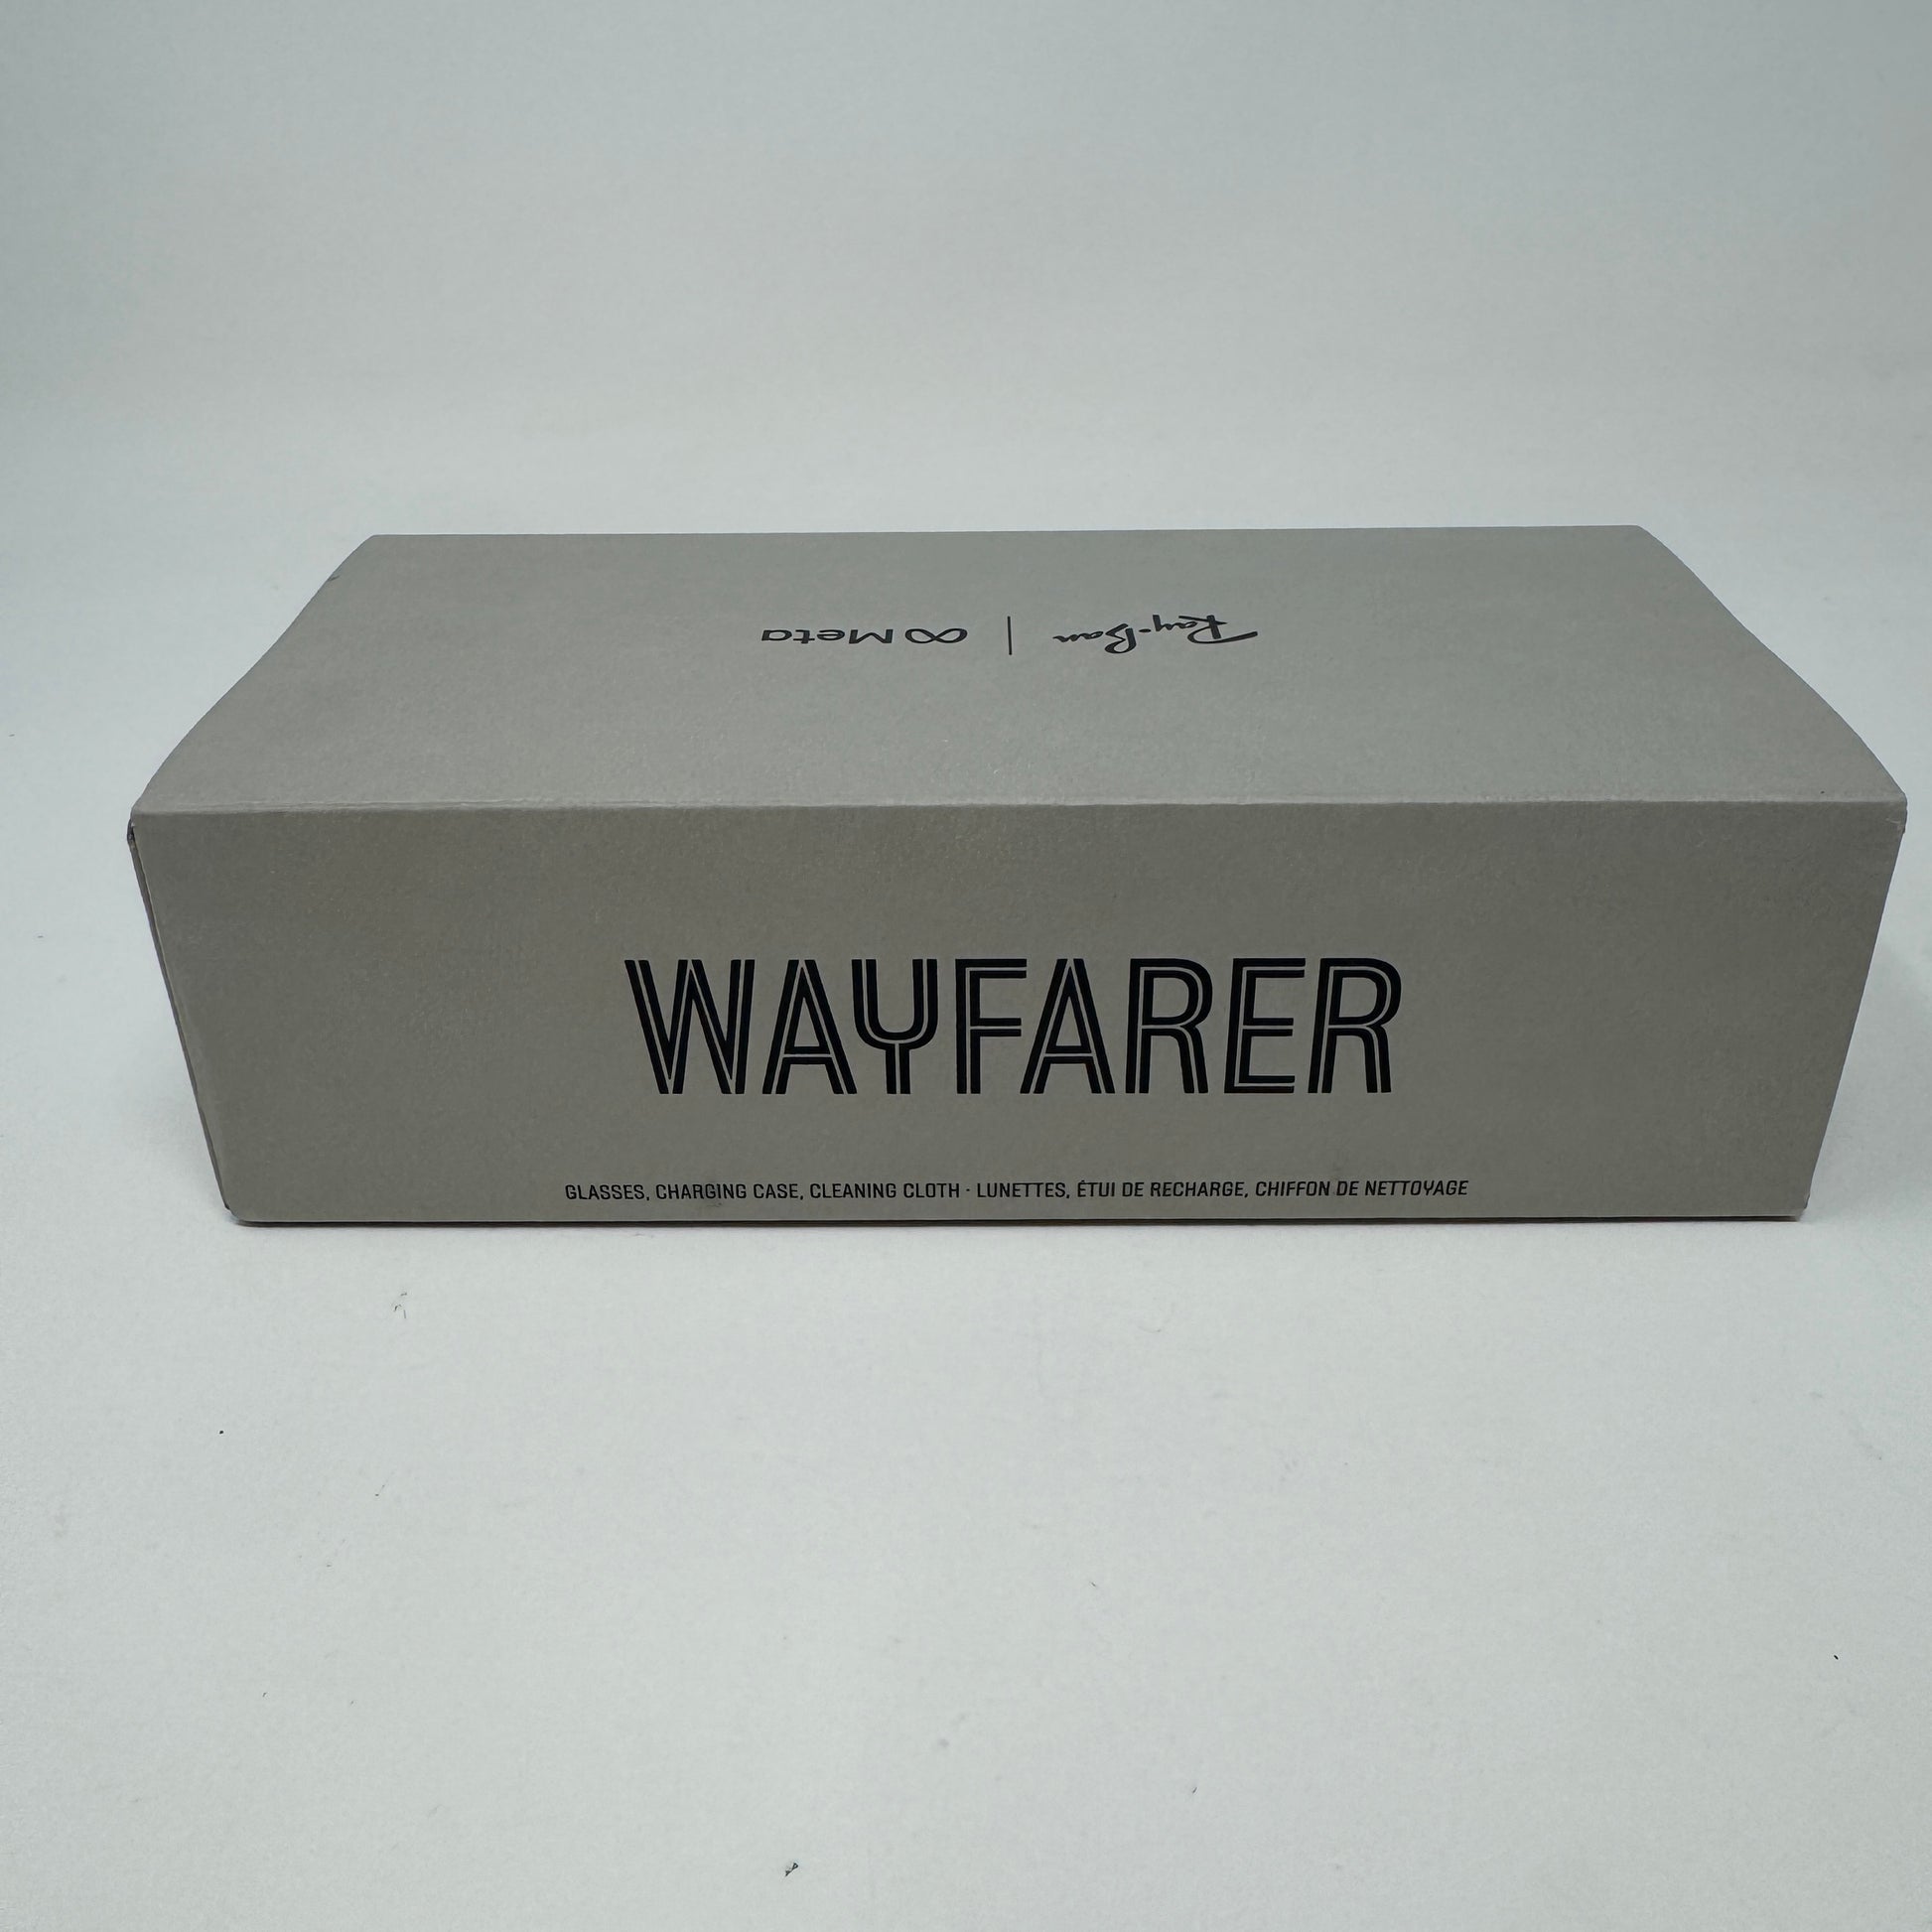 Ray-Ban | Meta
WAYFARER
GLASSES, CHARGING CASE, CLEANING CLOTH · LUNETTES, ÉTUI DE RECHARGE, CHIFFON DE NETTOYAGE